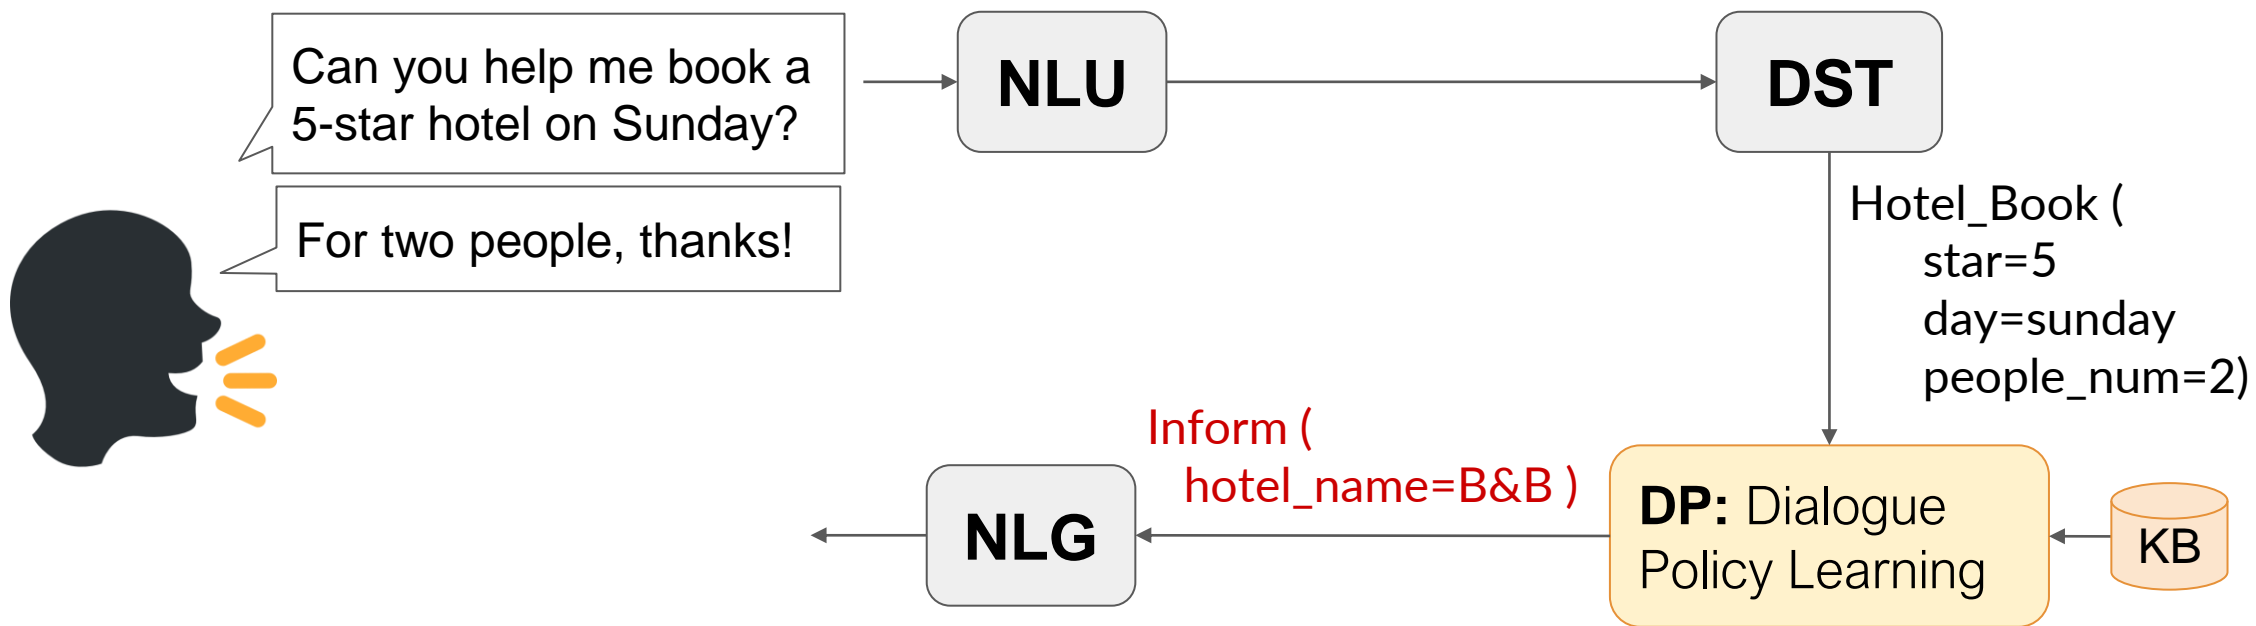 Can you help me book a
5-star hotel on Sunday?
For two people, thanks!
NLU
DST
Hotel_Book (
star=5
day=sunday
people_num=2)
Inform (
hotel_name=B&B )
NLG
DP: Dialogue
Policy Learning
KB